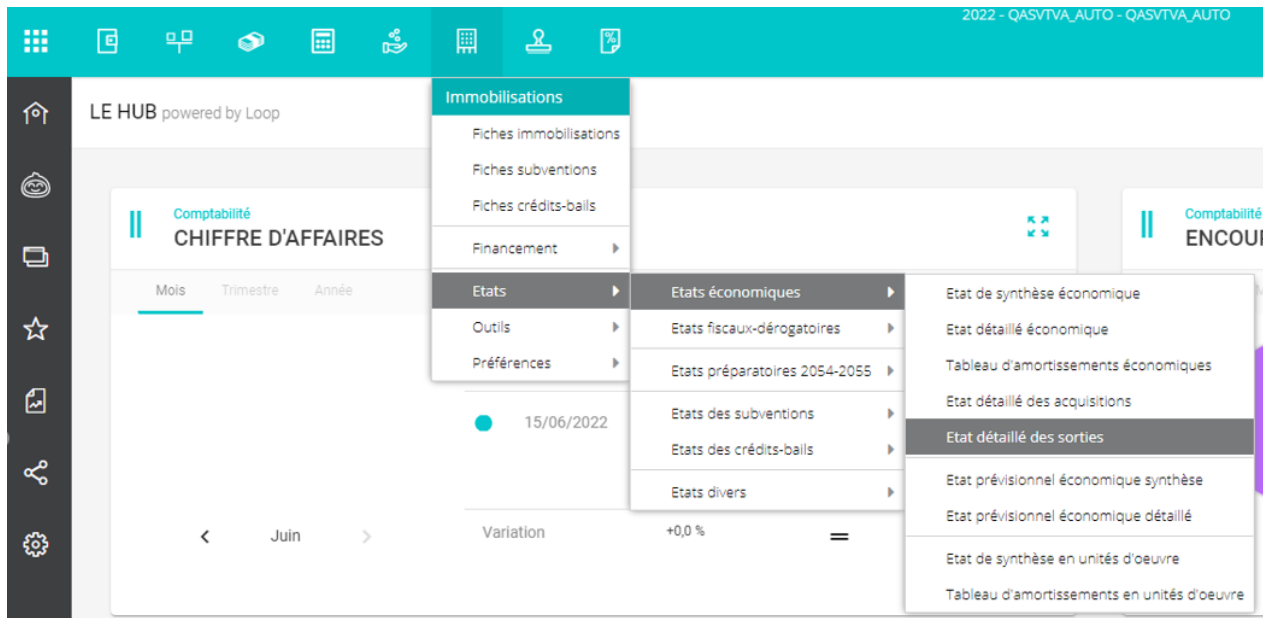 2022 - QASVTVA_AUTO - QASVTVA_AUTO
LE HUB powered by Loop
Immobilisations
Fiches immobilisations
Fiches subventions
Fiches crédits-bails
Financement
Etats
Outils
Préférences
Etats économiques
Etats fiscaux-dérogatoires
Etats préparatoires 2054-2055
Etats des subventions
Etats des crédits-bails
Etats divers
Etat de synthèse économique
Etat détaillé économique
Tableau d'amortissements économiques
Etat détaillé des acquisitions
Etat détaillé des sorties
Etat prévisionnel économique synthèse
Etat prévisionnel économique détaillé
Etat de synthèse en unités d'oeuvre
Tableau d'amortissements en unités d'oeuvre
Comptabilité
CHIFFRE D'AFFAIRES
Mois Trimestre Année
15/06/2022
Juin
Variation +0,0 % =
Comptabilité
ENCOUR